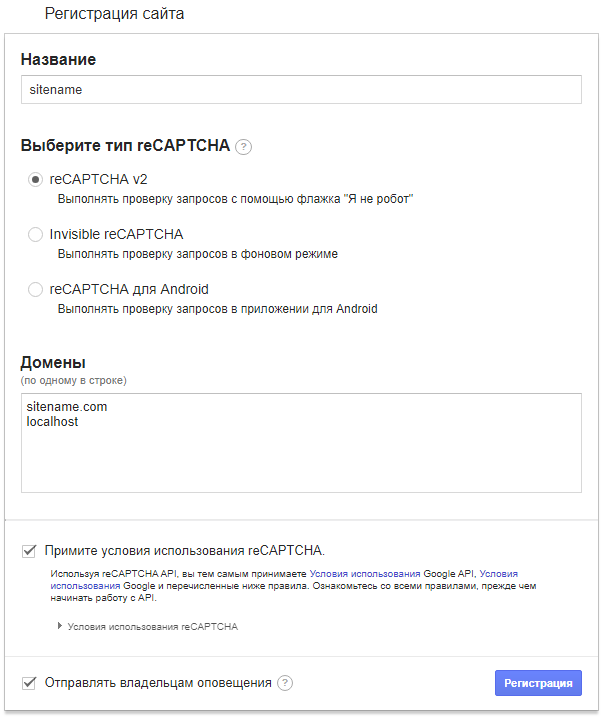 Регистрация сайта
Название
sitename
Выберите тип reCAPTCHA ?
reCAPTCHA v2
Выполнять проверку запросов с помощью флажка "Я не робот"
Invisible reCAPTCHA
Выполнять проверку запросов в фоновом режиме
reCAPTCHA для Android
Выполнять проверку запросов в приложении для Android
Домены
(по одному в строке)
sitename.com
localhost
Примите условия использования reCAPTCHA.
Используя reCAPTCHA API, вы тем самым принимаете Условия использования Google API, Условия
использования Google и перечисленные ниже правила. Ознакомьтесь со всеми правилами, прежде чем
начинать работу с API.
Условия использования reCAPTCHA
Отправлять владельцам оповещения ?
Регистрация